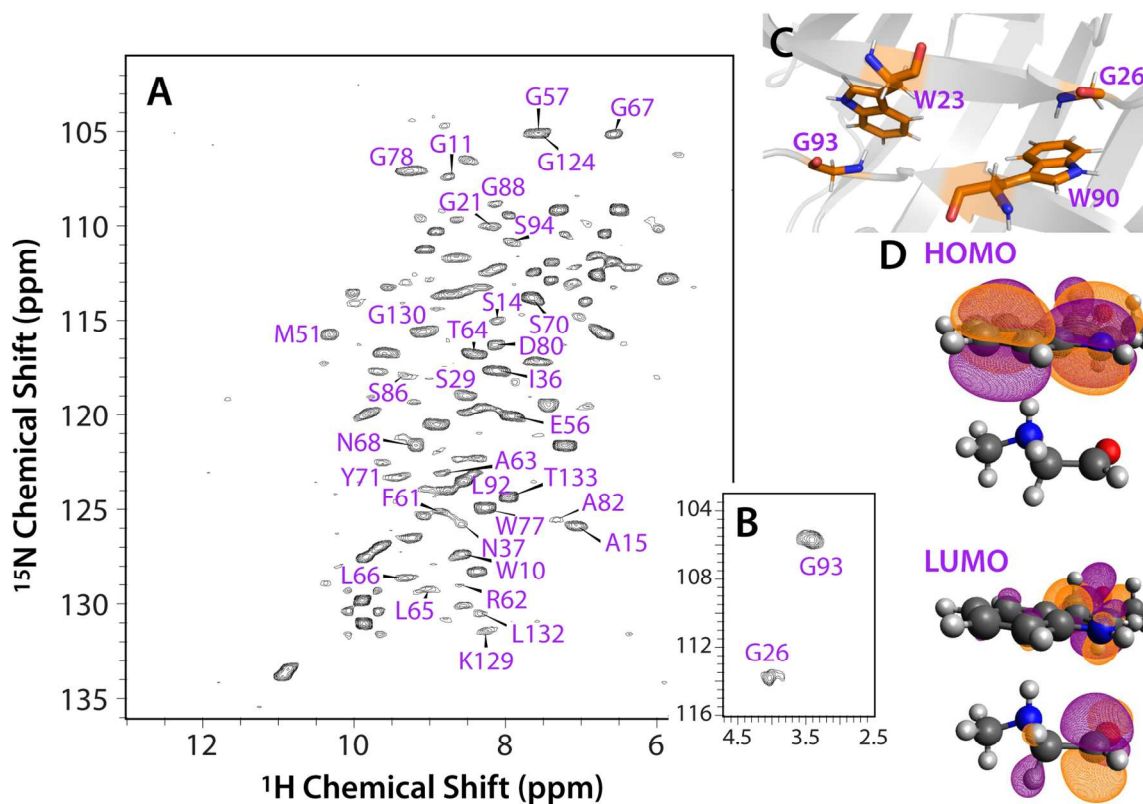 A
G57
G67
G11
G124
G78
G88
G21
S94
S14
G130
T64
S70
M51
D80
S29
I36
S86
E56
N68
A63
Y71
L92
T133
F61
A82
W77
N37
A15
W10
L66
R62
L65
L132
K129
105
110
115
120
125
130
135
12
10
8
6
15N Chemical Shift (ppm)
1H Chemical Shift (ppm)
B
104
108
112
116
G93
G26
4.5
3.5
2.5
C
G26
W23
G93
W90
D
HOMO
LUMO